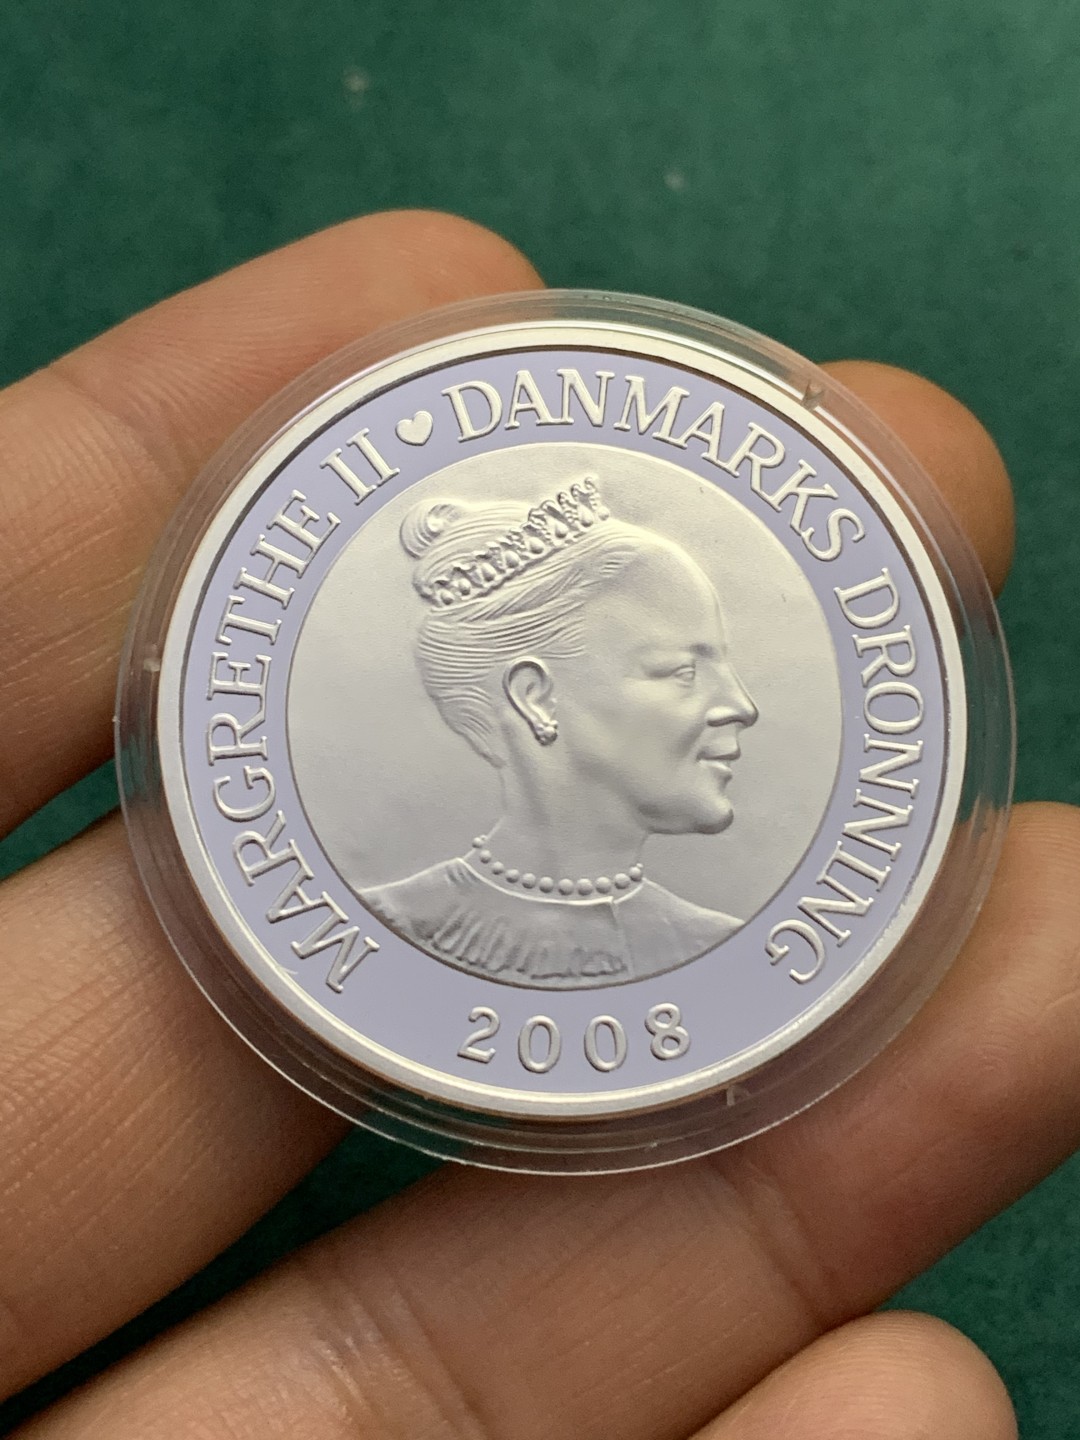 MARGRETHE II ♥ DANMARKS DRONNING
2008